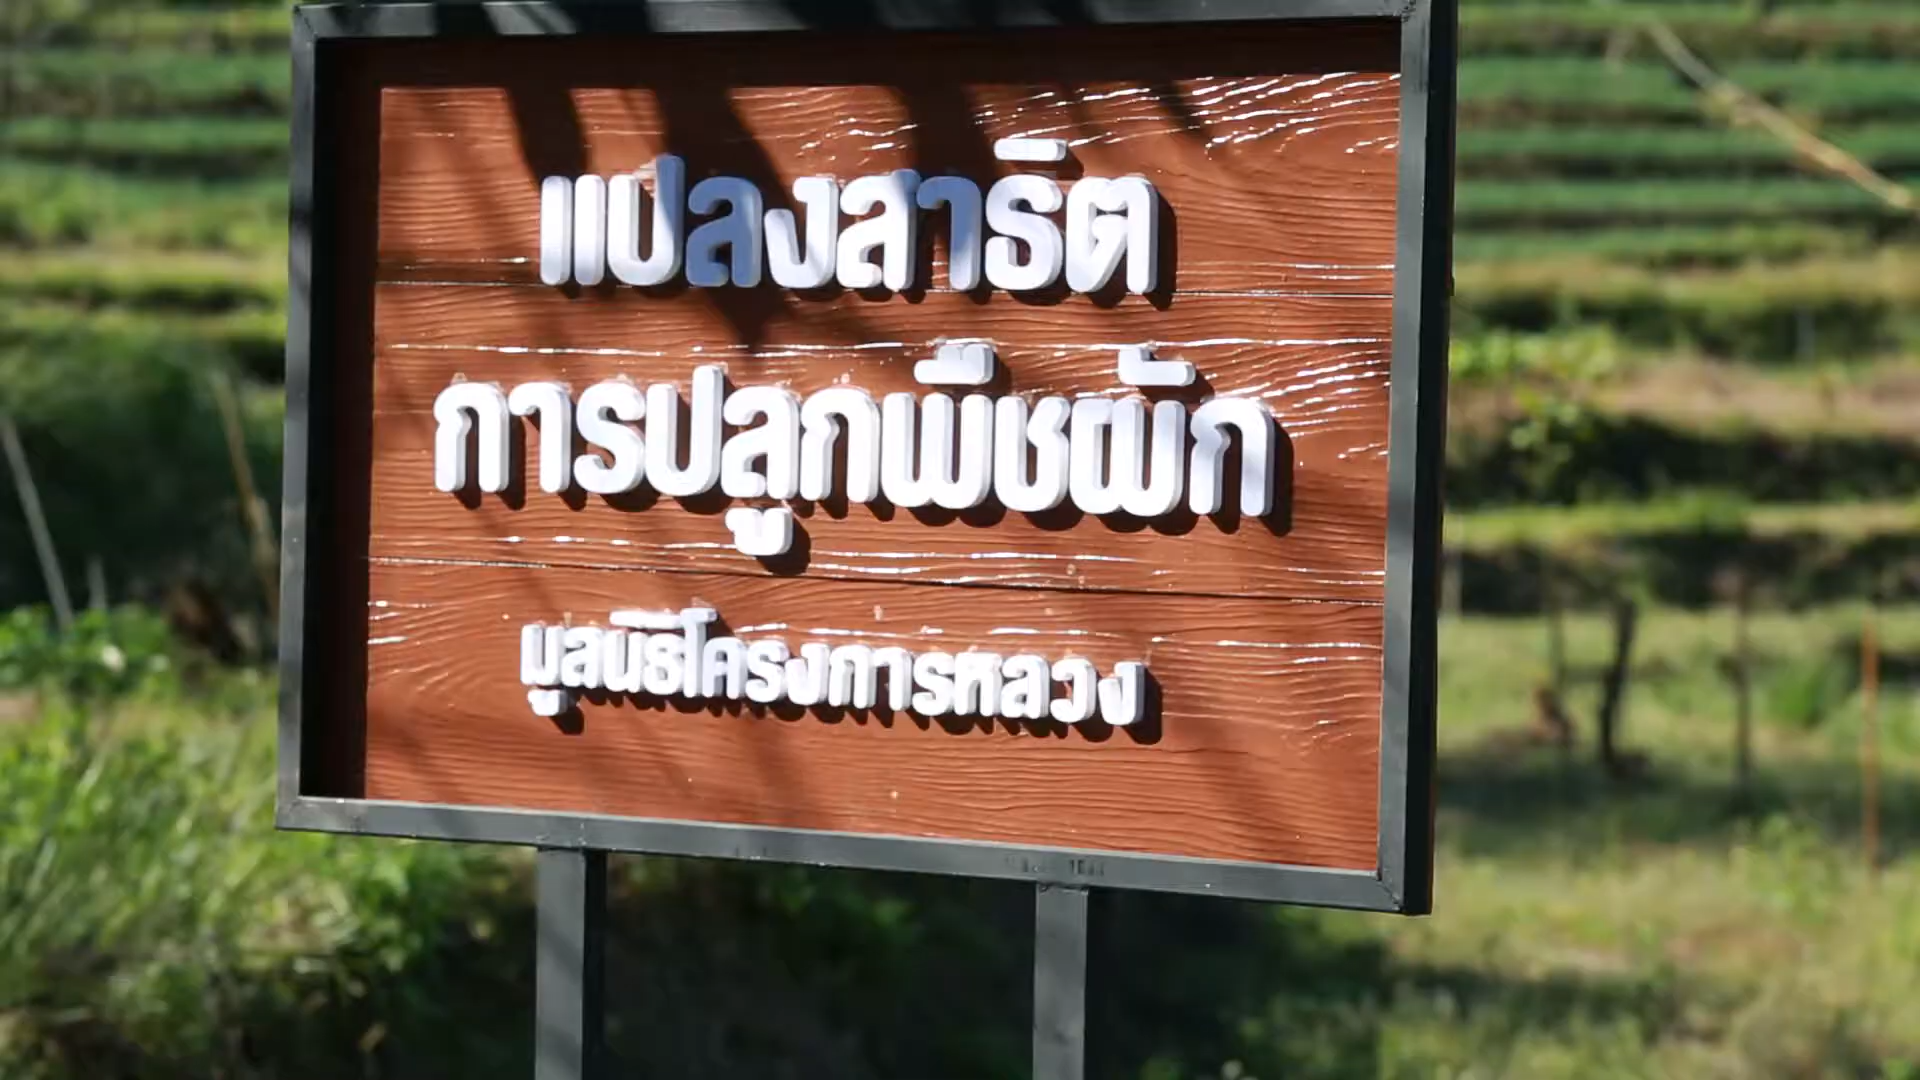 แปลงสาธิต
การปลูกพืชผัก
มูลนิธิโครงการหลวง